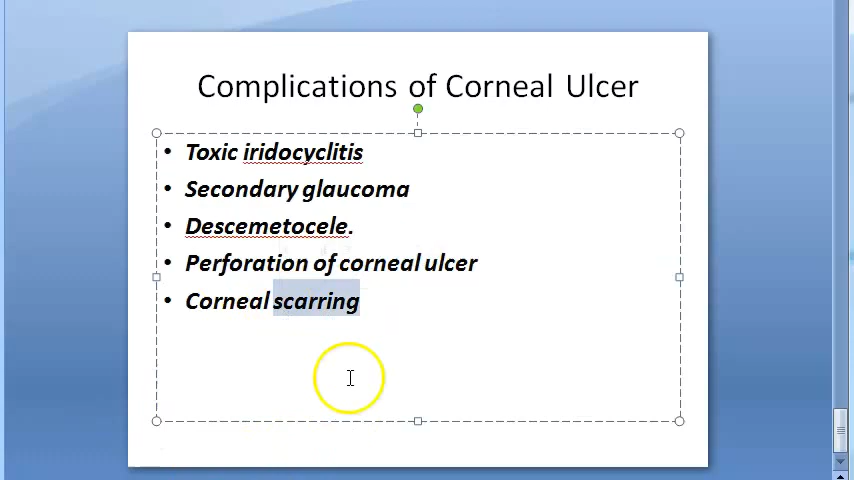 Complications of Corneal Ulcer
• Toxic iridocyclitis
• Secondary glaucoma
• Descemetocele.
• Perforation of corneal ulcer
• Corneal scarring